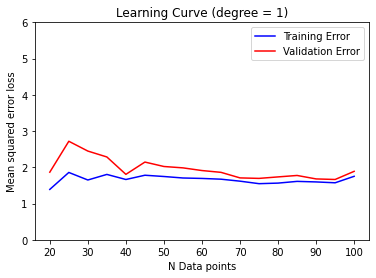 Learning Curve (degree = 1)
Training Error
Validation Error
Mean squared error loss
6
5
4
3
2
1
0
20 30 40 50 60 70 80 90 100
N Data points